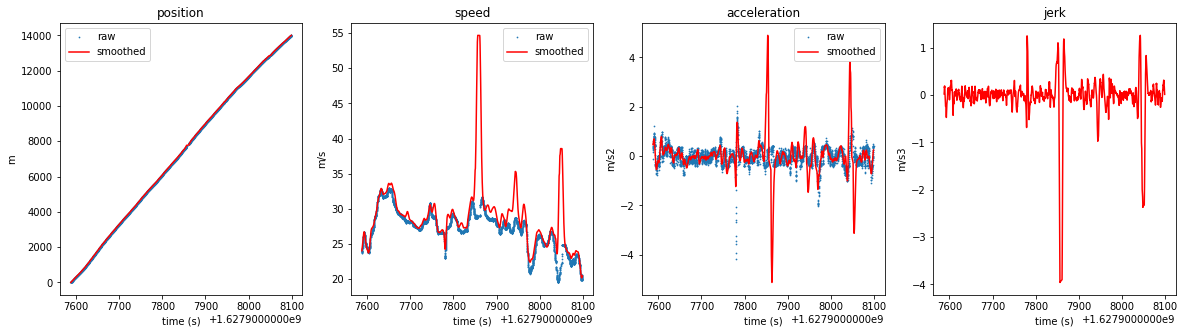 position
raw
smoothed
m
14000
12000
10000
8000
6000
4000
2000
0
7600 7700 7800 7900 8000 8100
time (s) +1.6279000000e9
speed
raw
smoothed
m/s
55
50
45
40
35
30
25
20
7600 7700 7800 7900 8000 8100
time (s) +1.6279000000e9
acceleration
raw
smoothed
m/s2
4
2
0
−2
−4
7600 7700 7800 7900 8000 8100
time (s) +1.6279000000e9
jerk
m/s3
1
0
−1
−2
−3
−4
7600 7700 7800 7900 8000 8100
time (s) +1.6279000000e9